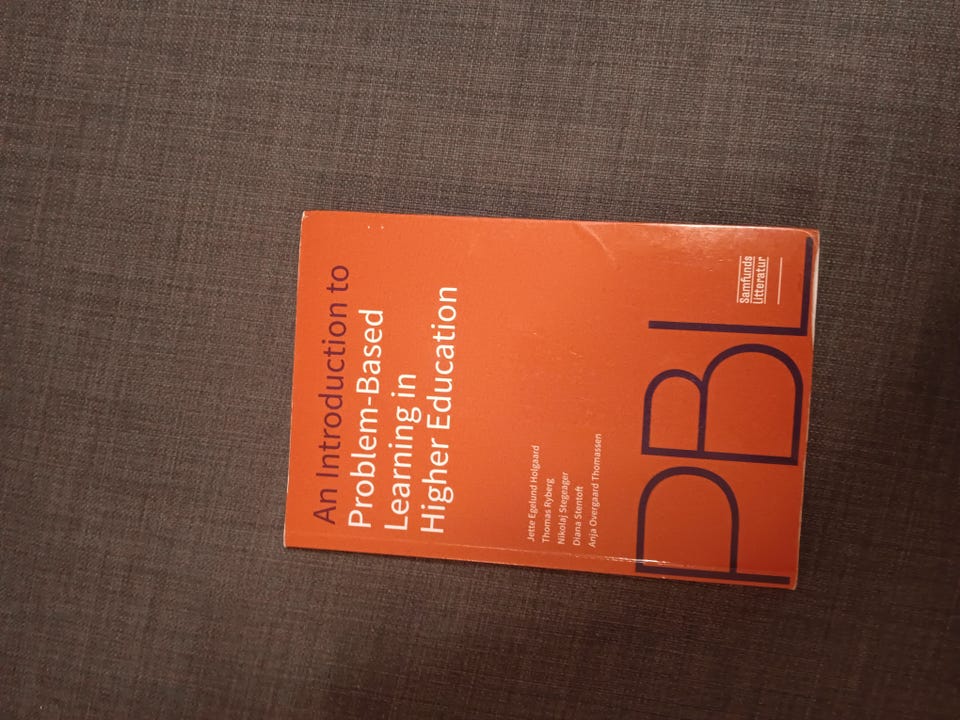 An Introduction to
Problem-Based
Learning in
Higher Education
Jette Egelund Holgaard
Thomas Ryberg
Nikolaj Stegeager
Diana Stentoft
Anja Overgaard Thomassen
PBL
Samfunds
Litteratur